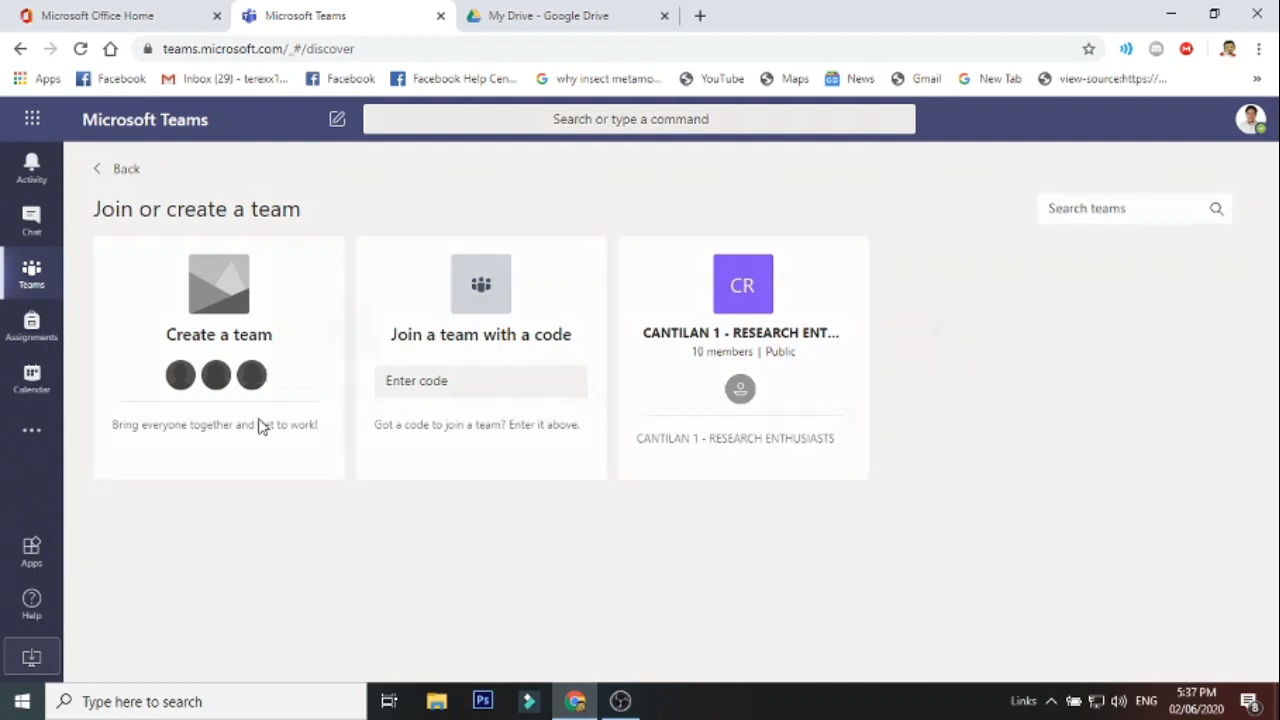 Microsoft Office Home
Microsoft Teams
My Drive - Google Drive
teams.microsoft.com/_#/discover
Apps
Facebook
Inbox (29) - terexx1...
Facebook
Facebook Help Cen...
why insect metamo...
YouTube
Maps
News
Gmail
New Tab
view-source:https://...
»
Microsoft Teams
Search or type a command
Activity
Chat
Teams
Assignments
Calendar
Apps
Help
Back
Join or create a team
Search teams
Create a team
Bring everyone together and get to work!
Join a team with a code
Enter code
Got a code to join a team? Enter it above.
CR
CANTILAN 1 - RESEARCH ENT...
10 members | Public
CANTILAN 1 - RESEARCH ENTHUSIASTS
Type here to search
Ps
Links
ENG
5:37 PM
02/06/2020
8